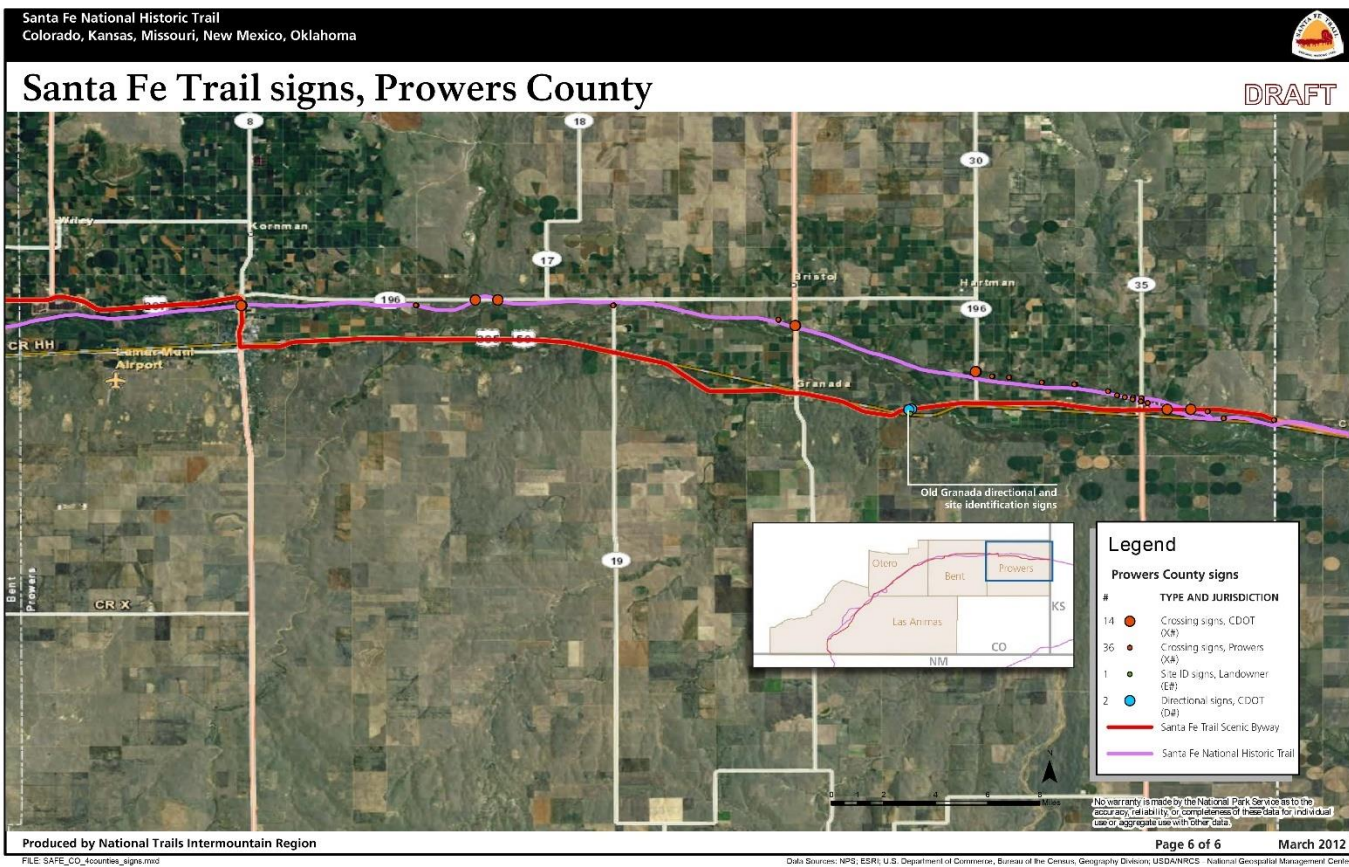 Santa Fe National Historic Trail
Colorado, Kansas, Missouri, New Mexico, Oklahoma
SANTA FE TRAIL
Santa Fe Trail signs, Prowers County
DRAFT
8
18
30
Wiley
Kornman
17
35
Bristol
Hartman
196
196
CR HH
Lamar Muni
Airport
50
Granada
Old Granada directional and
site identification signs
19
Bent
Prowers
CR X
Otero
Bent
Prowers
Las Animas
KS
CO
NM
Legend
Prowers County signs
# TYPE AND JURISDICTION
14 Crossing signs, CDOT
(X#)
36 Crossing signs, Prowers
(X#)
1 Site ID signs, Landowner
(E#)
2 Directional signs, CDOT
(D#)
Santa Fe Trail Scenic Byway
Santa Fe National Historic Trail
N
0 2 4 6 8
Miles
No warranty is made by the National Park Service as to the
accuracy, reliability, or completeness of these data for individual
use or aggregate use with other data.
Produced by National Trails Intermountain Region
Page 6 of 6 March 2012
FILE: SAFE_CO_4counties_signs.mxd
Data Sources: NPS; ESRI; U.S. Department of Commerce, Bureau of the Census, Geography Division; USDA/NRCS - National Geospatial Management Cente